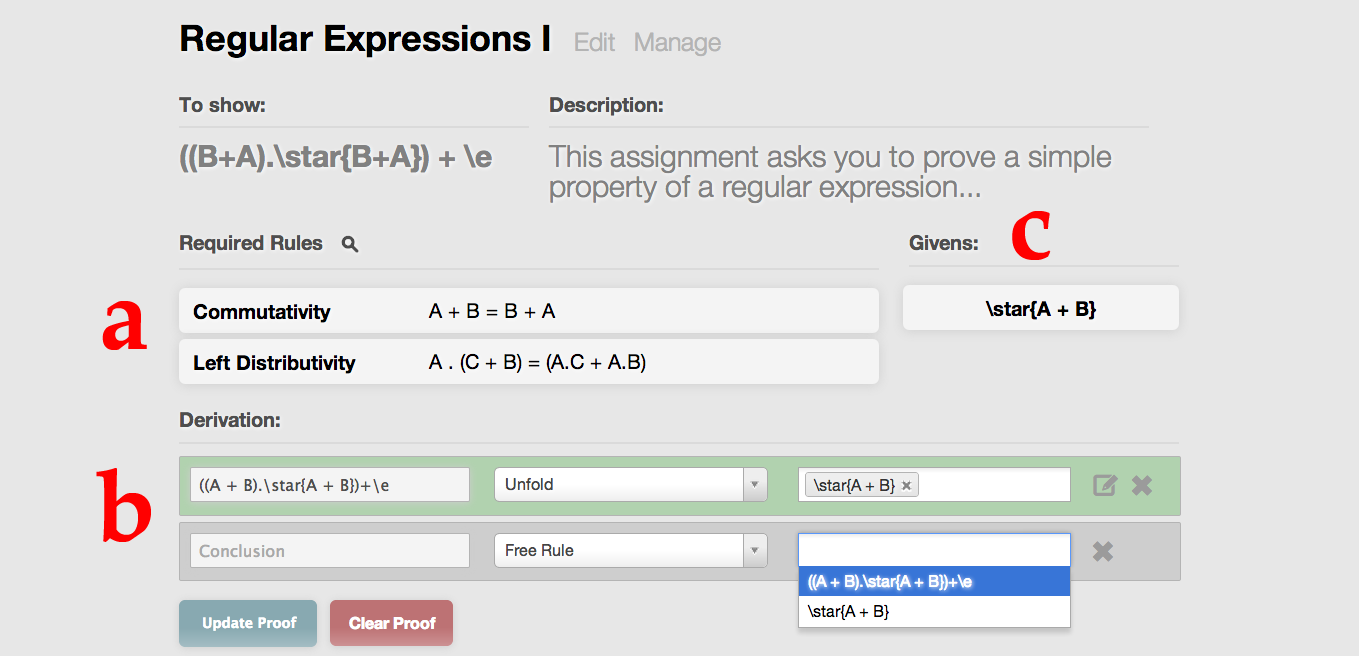 Regular Expressions I Edit Manage
To show:
Description:
((B+A).\star{B+A}) + \e
This assignment asks you to prove a simple
property of a regular expression...
c
Required Rules
Givens:
a
Commutativity A + B = B + A
\star{A + B}
Left Distributivity A . (C + B) = (A.C + A.B)
Derivation:
b
((A + B).\star{A + B})+\e Unfold \star{A + B}
Conclusion Free Rule
((A + B).\star{A + B})+\e
\star{A + B}
Update Proof Clear Proof